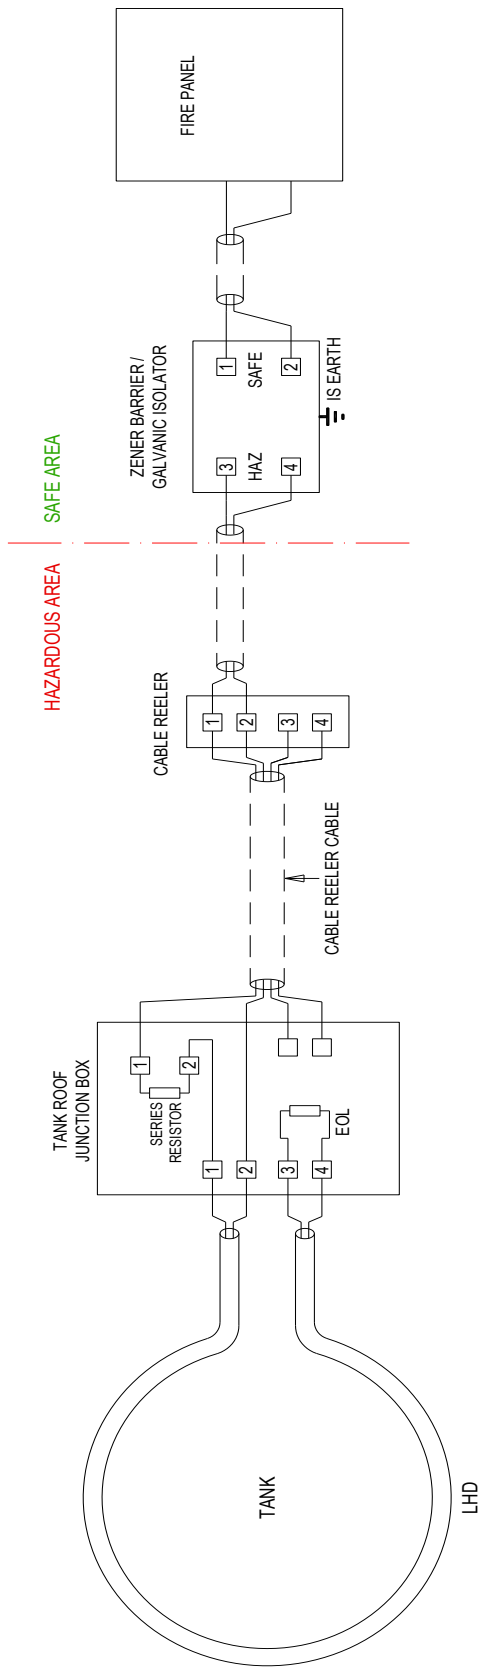 FIRE PANEL
ZENER BARRIER /
GALVANIC ISOLATOR
1
SAFE
2
IS EARTH
3
HAZ
4
SAFE AREA
HAZARDOUS AREA
CABLE REELER
1
2
3
4
CABLE REELER CABLE
TANK ROOF
JUNCTION BOX
1
2
SERIES
RESISTOR
EOL
1
2
3
4
TANK
LHD